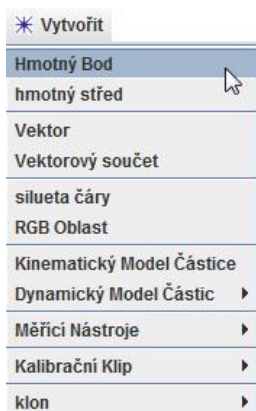 Vytvořit
Hmotný Bod
hmotný střed
Vektor
Vektorový součet
silueta čáry
RGB Oblast
Kinematický Model Částice
Dynamický Model Částic
Měřící Nástroje
Kalibrační Klip
klon